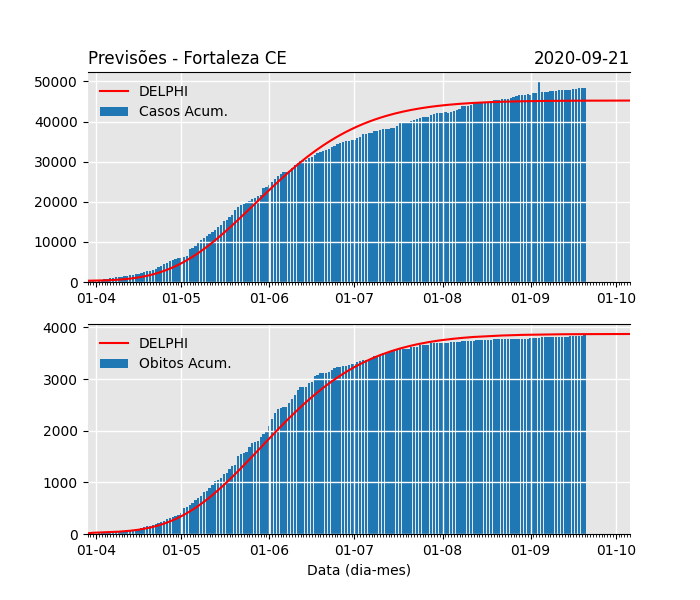 Previsões - Fortaleza CE 2020-09-21
50000
40000
30000
20000
10000
0
DELPHI
Casos Acum.
01-04 01-05 01-06 01-07 01-08 01-09 01-10
4000
3000
2000
1000
0
DELPHI
Obitos Acum.
01-04 01-05 01-06 01-07 01-08 01-09 01-10
Data (dia-mes)